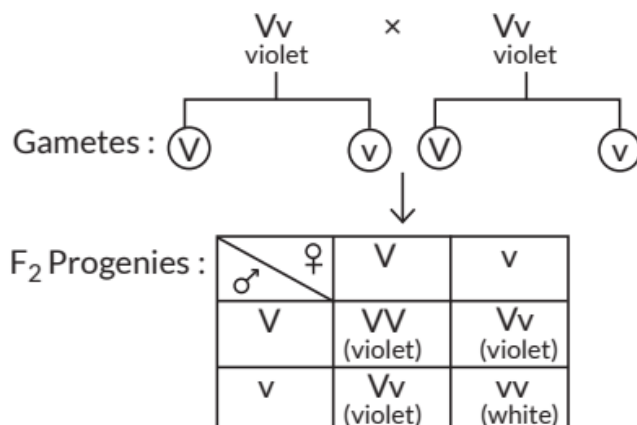 Vv × Vv
violet violet
Gametes : V v V v
F₂ Progenies : ♂ ♀ V v
V VV Vv
(violet) (violet)
v Vv vv
(violet) (white)